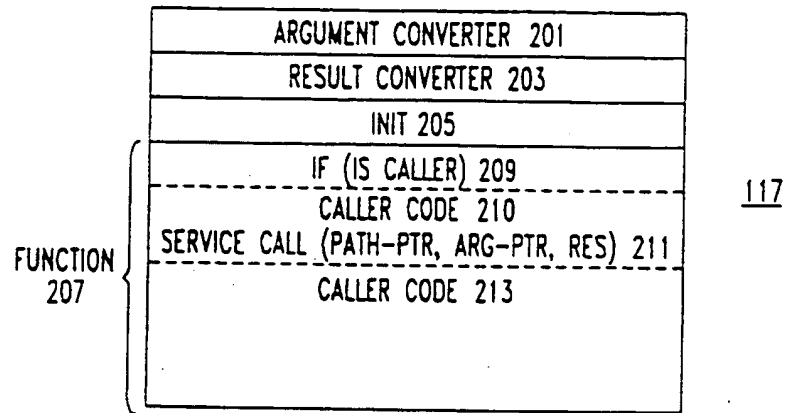 ARGUMENT CONVERTER 201
RESULT CONVERTER 203
INIT 205
IF (IS CALLER) 209
117
CALLER CODE 210
SERVICE CALL (PATH-PTR, ARG-PTR, RES) 211
FUNCTION
207
CALLER CODE 213